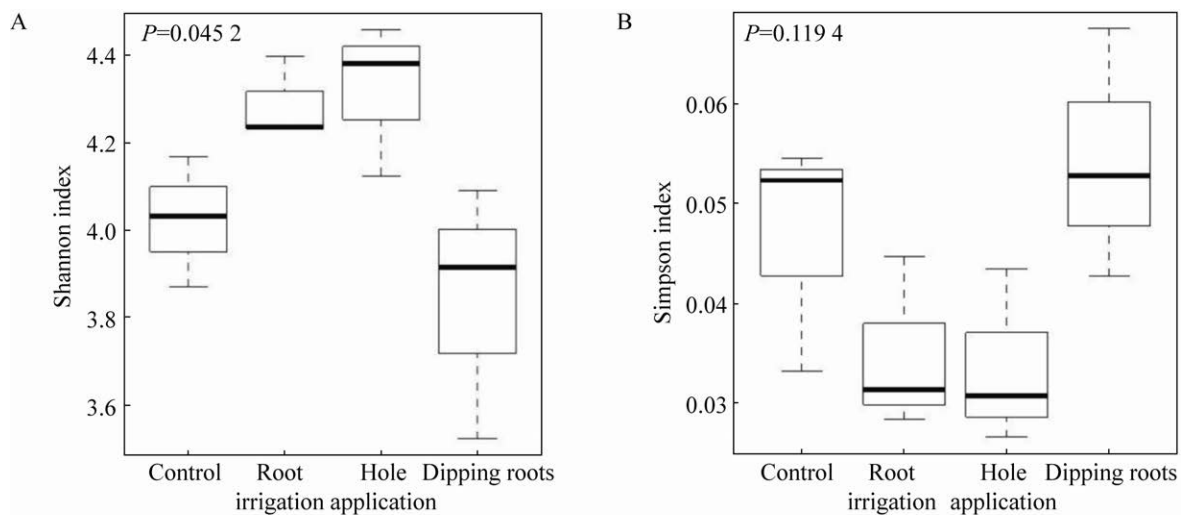 A
P=0.045 2
Shannon index
4.4
4.2
4.0
3.8
3.6
Control
Root
irrigation
Hole
application
Dipping roots
B
P=0.119 4
Simpson index
0.06
0.05
0.04
0.03
Control
Root
irrigation
Hole
application
Dipping roots